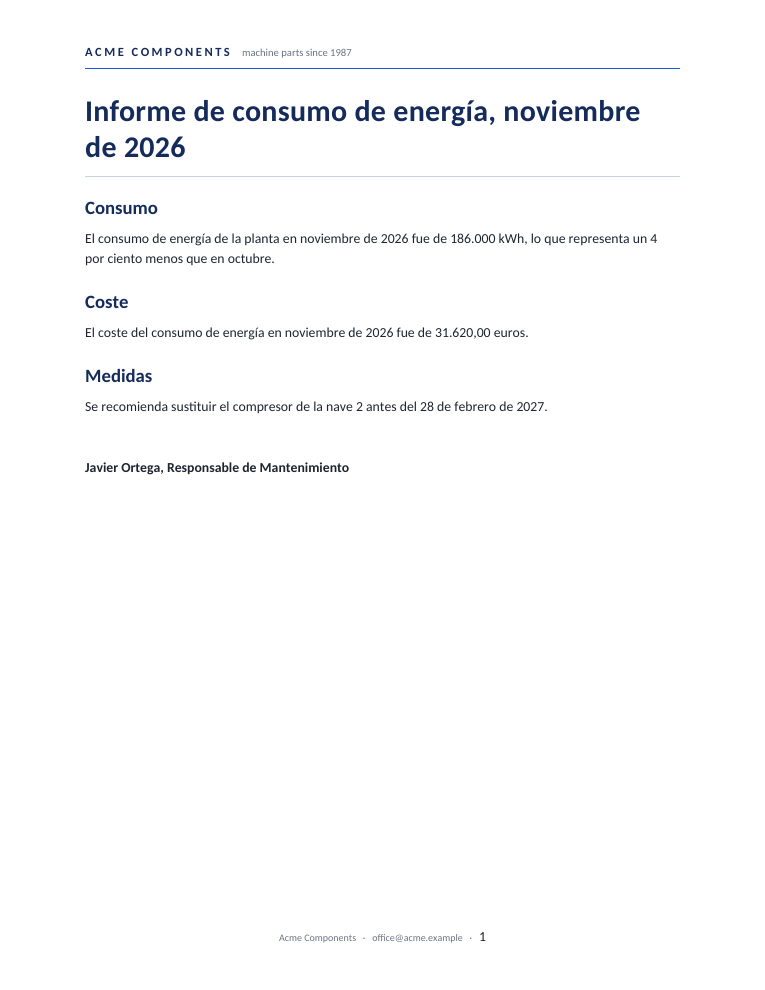 ACME COMPONENTS machine parts since 1987
Informe de consumo de energía, noviembre
de 2026
Consumo
El consumo de energía de la planta en noviembre de 2026 fue de 186.000 kWh, lo que representa un 4
por ciento menos que en octubre.
Coste
El coste del consumo de energía en noviembre de 2026 fue de 31.620,00 euros.
Medidas
Se recomienda sustituir el compresor de la nave 2 antes del 28 de febrero de 2027.
Javier Ortega, Responsable de Mantenimiento
Acme Components · office@acme.example · 1